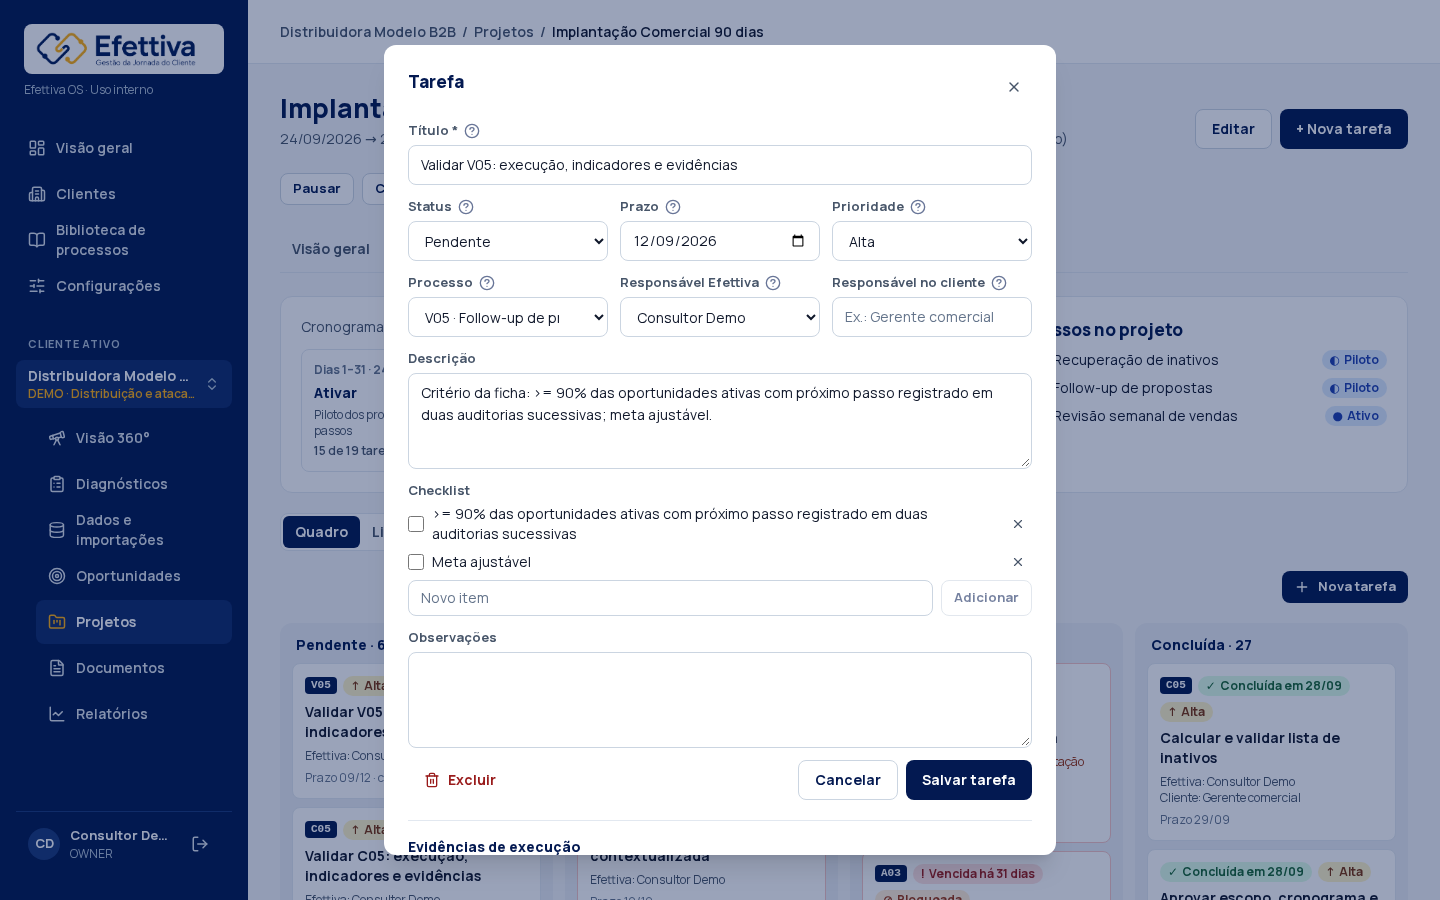 Efettiva
Gestão da Jornada do Cliente
Efettiva OS · Uso interno
Visão geral
Clientes
Biblioteca de
processos
Configurações
CLIENTE ATIVO
Distribuidora Modelo ...
DEMO · Distribuição e ataca...
Visão 360°
Diagnósticos
Dados e
importações
Oportunidades
Projetos
Documentos
Relatórios
CD
Consultor De...
OWNER
Distribuidora Modelo B2B / Projetos / Implantação Comercial 90 dias
24/09/2026 →
Editar
+ Nova tarefa
Pausar
Visão geral
Cronograma
Dias 1–31 · 24
Ativar
Piloto dos pro
passos
15 de 19 tare
Recuperação de inativos
◐ Piloto
Follow-up de propostas
◐ Piloto
Revisão semanal de vendas
● Ativo
Quadro
Nova tarefa
Tarefa
Título *
Validar V05: execução, indicadores e evidências
Status
Prazo
Prioridade
Pendente
12/09/2026
Alta
Processo
Responsável Efettiva
Responsável no cliente
V05 · Follow-up de pr
Consultor Demo
Ex.: Gerente comercial
Descrição
Critério da ficha: >= 90% das oportunidades ativas com próximo passo registrado em
duas auditorias sucessivas; meta ajustável.
Checklist
>= 90% das oportunidades ativas com próximo passo registrado em duas
auditorias sucessivas
Meta ajustável
Novo item
Adicionar
Observações
Excluir
Cancelar
Salvar tarefa
Evidências de execução
Pendente · 6
V05
↑ Alta
Validar V05
indicadores
Efettiva: Consu
Prazo 09/12 · c
C05
↑ Alta
Validar C05: execução,
indicadores e evidências
Efettiva: Consultor Demo
contextualizada
Efettiva: Consultor Demo
A03
! Vencida há 31 dias
Bloqueada
Concluída · 27
C05
✓ Concluída em 28/09
↑ Alta
Calcular e validar lista de
inativos
Efettiva: Consultor Demo
Cliente: Gerente comercial
Prazo 29/09
✓ Concluída em 28/09
↑ Alta
Aprovar escopo, cronograma e